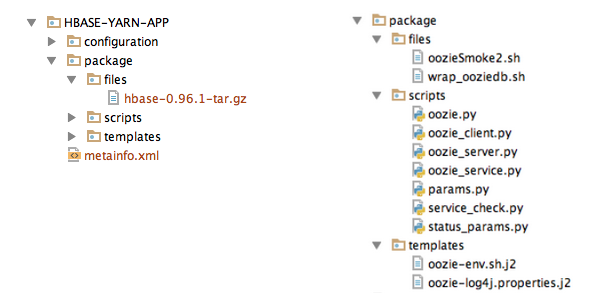 HBASE-YARN-APP
configuration
package
files
hbase-0.96.1-tar.gz
scripts
templates
metainfo.xml
package
files
oozieSmoke2.sh
wrap_ooziedb.sh
scripts
oozie.py
oozie_client.py
oozie_server.py
oozie_service.py
params.py
service_check.py
status_params.py
templates
oozie-env.sh.j2
oozie-log4j.properties.j2